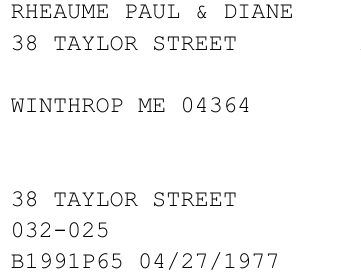 RHEAUME PAUL & DIANE
38 TAYLOR STREET
WINTHROP ME 04364
38 TAYLOR STREET
032-025
B1991P65 04/27/1977